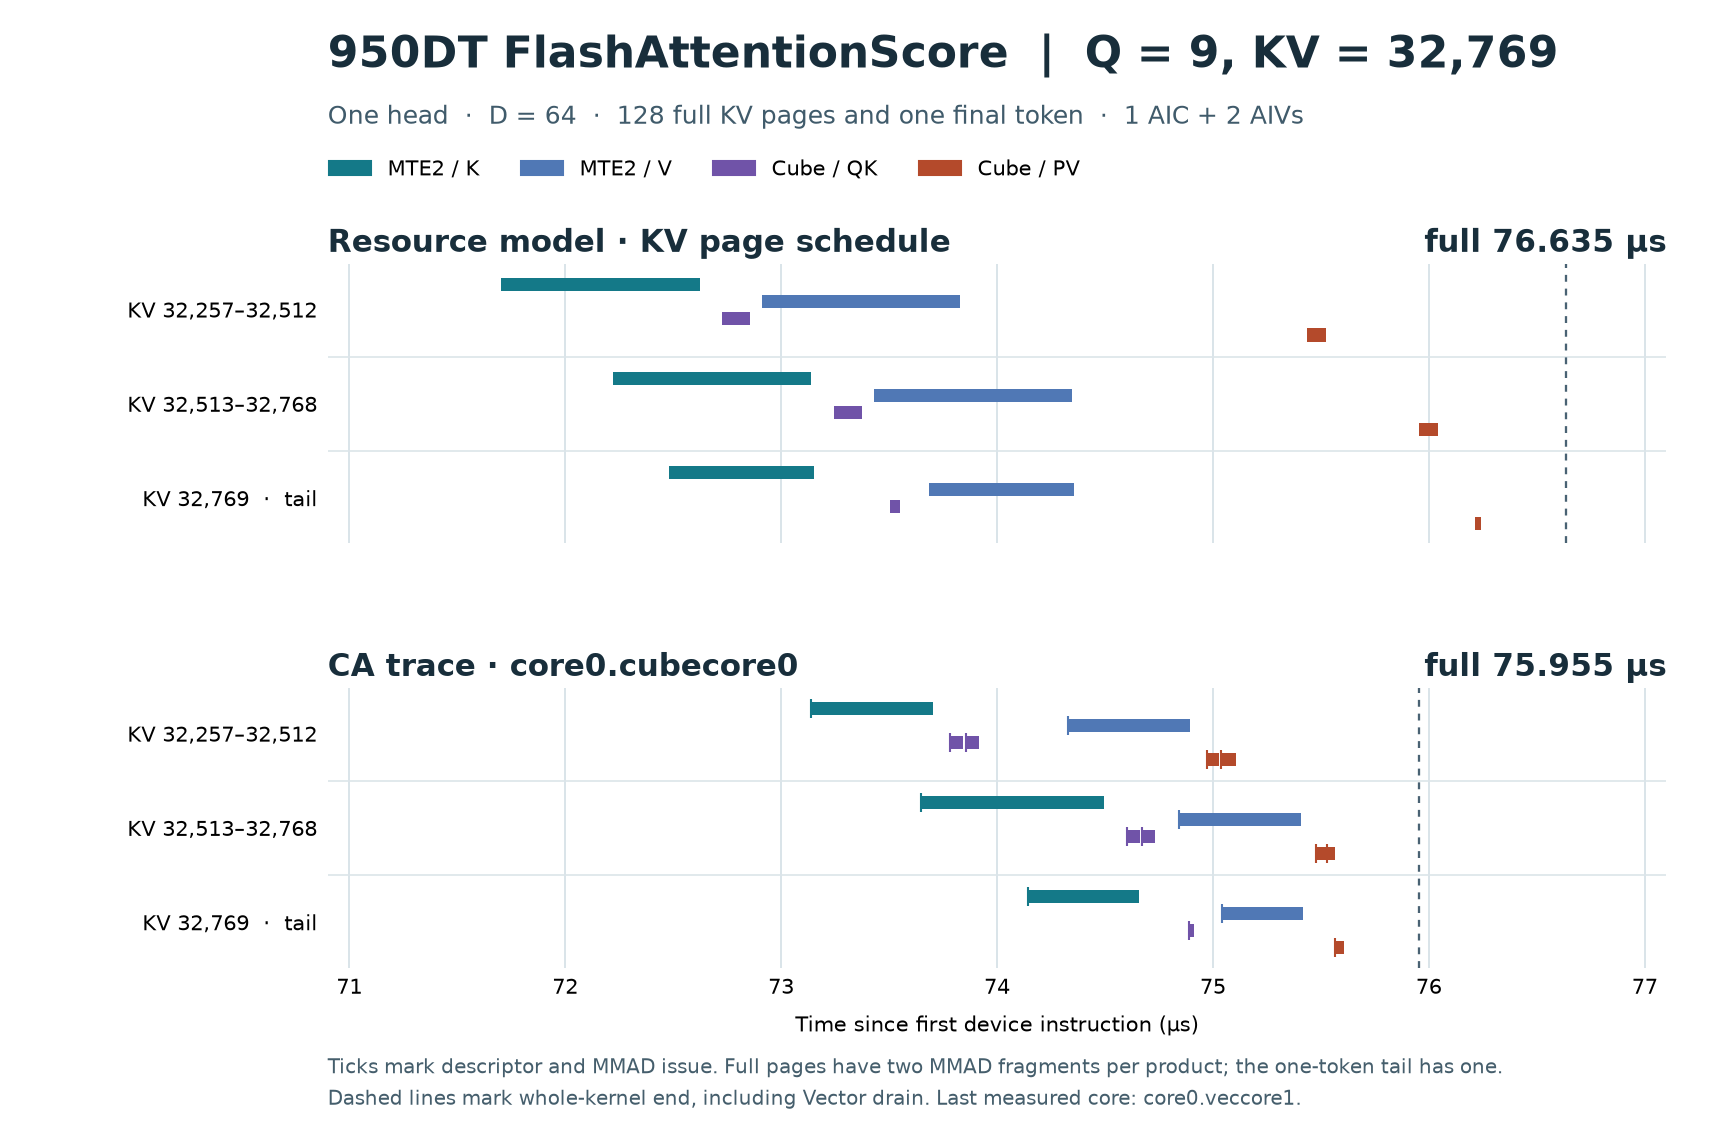 950DT FlashAttentionScore | Q = 9, KV = 32,769
One head · D = 64 · 128 full KV pages and one final token · 1 AIC + 2 AIVs
MTE2 / K MTE2 / V Cube / QK Cube / PV
Resource model · KV page schedule full 76.635 µs
KV 32,257–32,512
KV 32,513–32,768
KV 32,769 · tail
CA trace · core0.cubecore0 full 75.955 µs
KV 32,257–32,512
KV 32,513–32,768
KV 32,769 · tail
71 72 73 74 75 76 77
Time since first device instruction (µs)
Ticks mark descriptor and MMAD issue. Full pages have two MMAD fragments per product; the one-token tail has one.
Dashed lines mark whole-kernel end, including Vector drain. Last measured core: core0.veccore1.